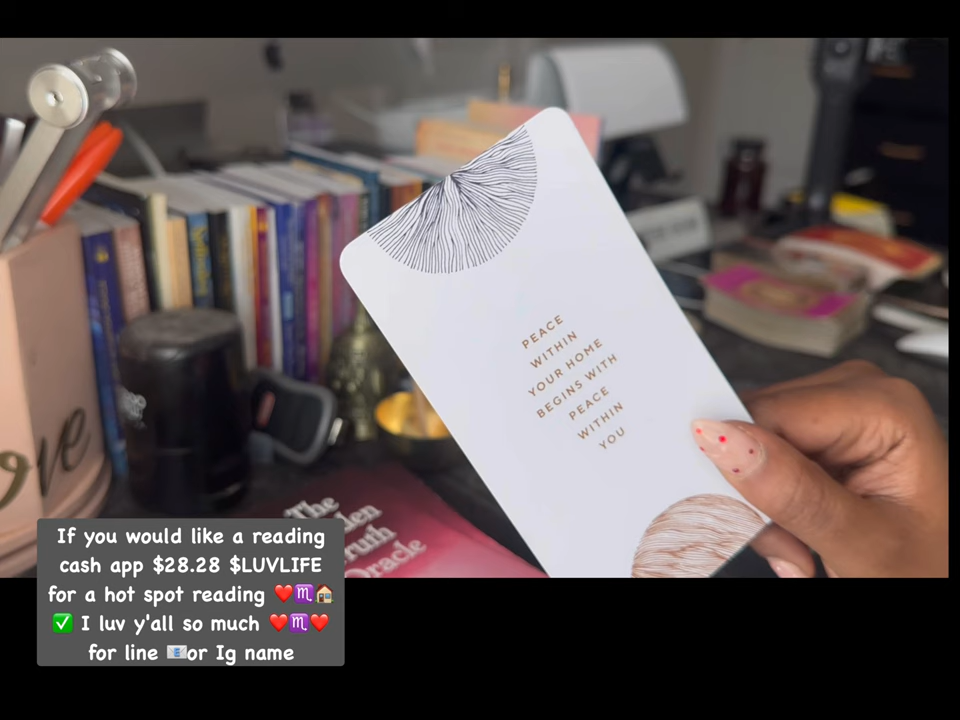 PEACE
WITHIN
YOUR HOME
BEGINS WITH
PEACE
WITHIN
YOU
The
Truth
Oracle
If you would like a reading
cash app $28.28 $LUVLIFE
for a hot spot reading ❤️♏🏠
✅ I luv y'all so much ❤️♏❤️
for line 📧or Ig name